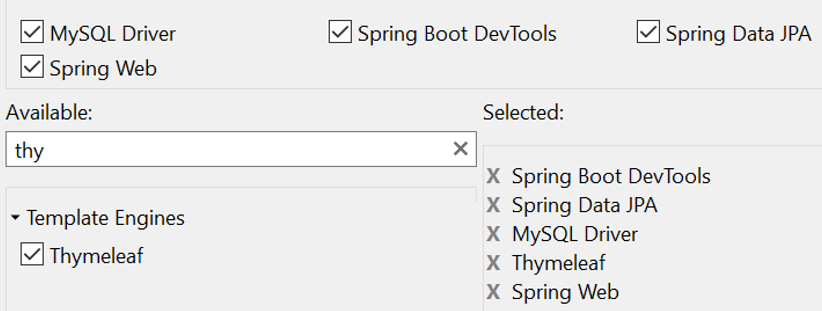 MySQL Driver Spring Boot DevTools Spring Data JPA
Spring Web
Available:
thy
Template Engines
Thymeleaf
Selected:
X Spring Boot DevTools
X Spring Data JPA
X MySQL Driver
X Thymeleaf
X Spring Web